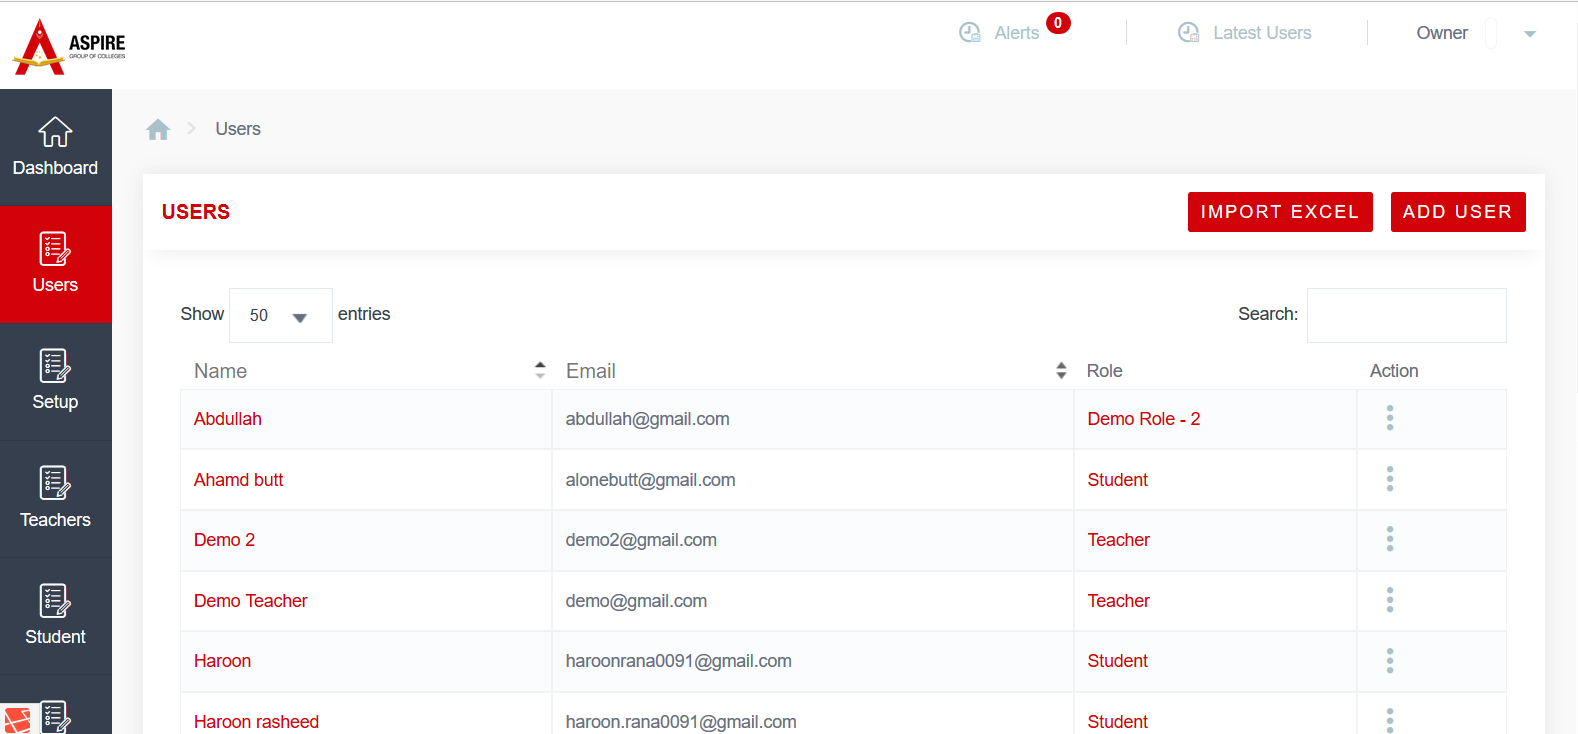 ASPIRE
GROUP OF COLLEGES
Alerts 0
Latest Users
Owner
Dashboard
Users
Setup
Teachers
Student
Users
USERS
IMPORT EXCEL
ADD USER
Show 50 entries
Search:
Name Email Role Action
Abdullah abdullah@gmail.com Demo Role - 2
Ahamd butt alonebutt@gmail.com Student
Demo 2 demo2@gmail.com Teacher
Demo Teacher demo@gmail.com Teacher
Haroon haroonrana0091@gmail.com Student
Haroon rasheed haroon.rana0091@gmail.com Student